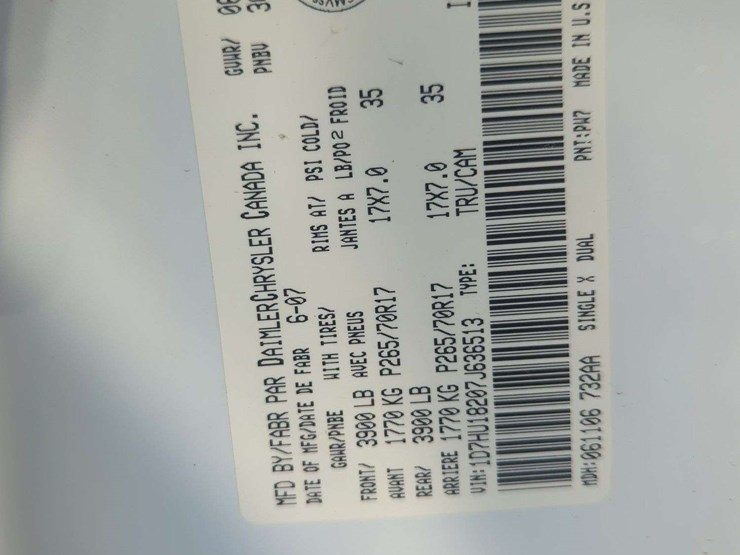 MFD BY/FABR PAR DAIMLERCHRYSLER CANADA INC. GVWR/
DATE OF MFG/DATE DE FABR 6-07 PNBV
GAWR/PNBE WITH TIRES/ RIMS AT/ PSI COLD/
AVEC PNEUS JANTES A LB/PO2 FROID
FRONT/ 3900 LB
AVANT 1770 KG P265/70R17 17X7.0 35
REAR/ 3900 LB
ARRIERE 1770 KG P265/70R17 17X7.0 35
VIN:1D7HU18207J636513 TYPE: TRU/CAM
MDH:061106 732AA SINGLE X DUAL PNT:PW7 MADE IN U.S